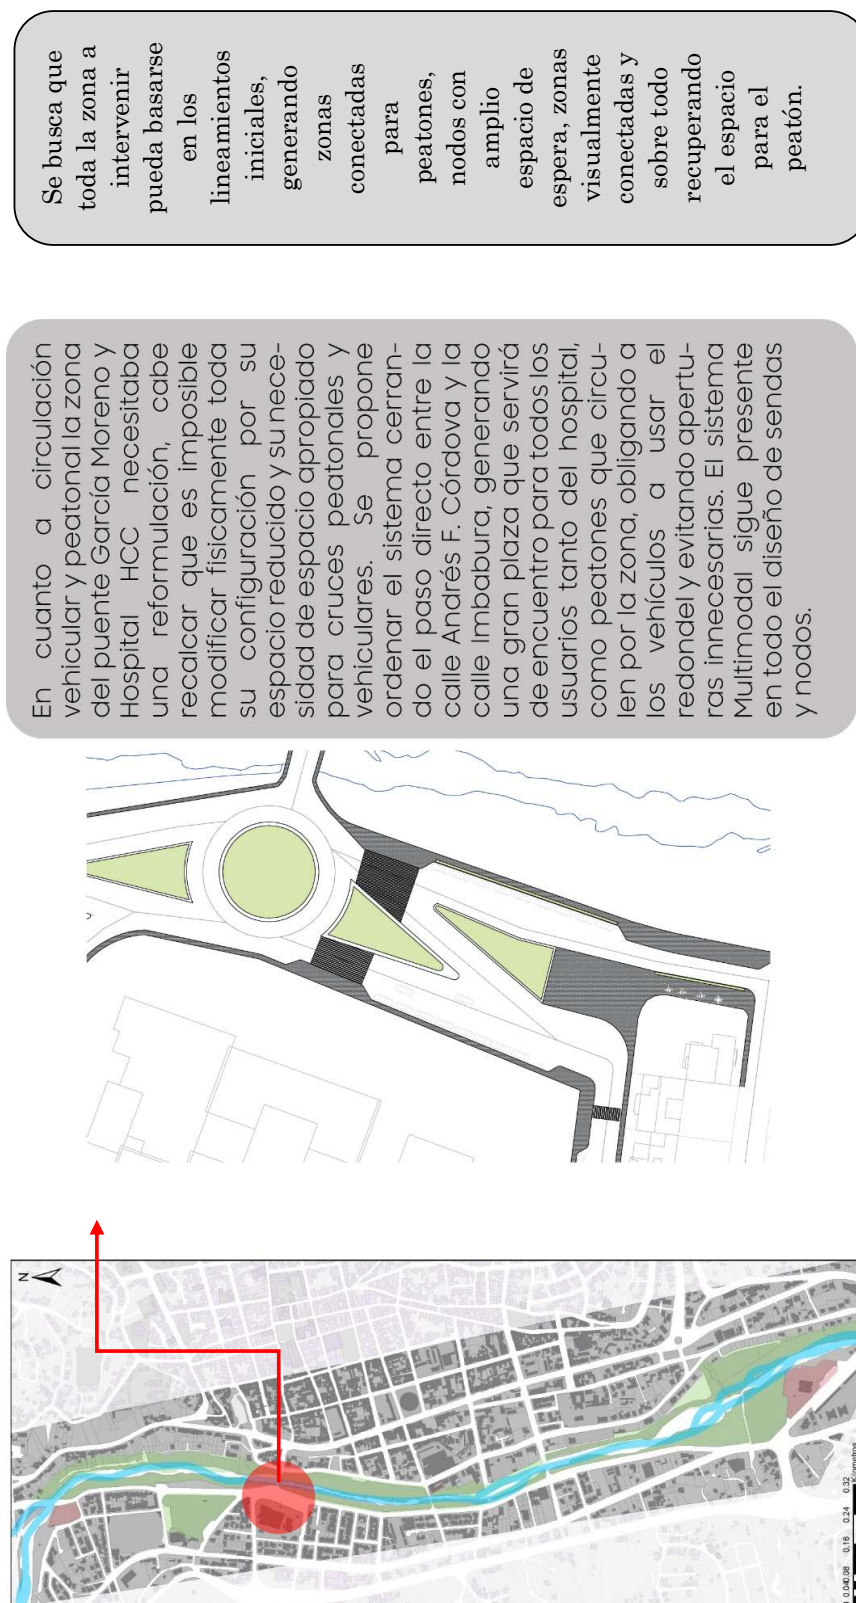 Se busca que
toda la zona a
intervenir
pueda basarse
en los
lineamientos
iniciales,
generando
zonas
conectadas
para
peatones,
nodos con
amplio
espacio de
espera, zonas
visualmente
conectadas y
sobre todo
recuperando
el espacio
para el
peatón.
En cuanto a circulación
vehicular y peatonal la zona
del puente García Moreno y
Hospital HCC necesitaba
una reformulación, cabe
recalcar que es imposible
modificar fisicamente toda
su configuración por su
espacio reducido y su nece-
sidad de espacio apropiado
para cruces peatonales y
vehiculares. Se propone
ordenar el sistema cerran-
do el paso directo entre la
calle Andrés F. Córdova y la
calle Imbabura, generando
una gran plaza que servirá
de encuentro para todos los
usuarios tanto del hospital,
como peatones que circu-
len por la zona, obligando a
los vehículos a usar el
redondel y evitando apertu-
ras innecesarias. El sistema
Multimodal sigue presente
en todo el diseño de sendas
y nodos.
N
0.04 0.08 0.16 0.24 0.32
Kilometros